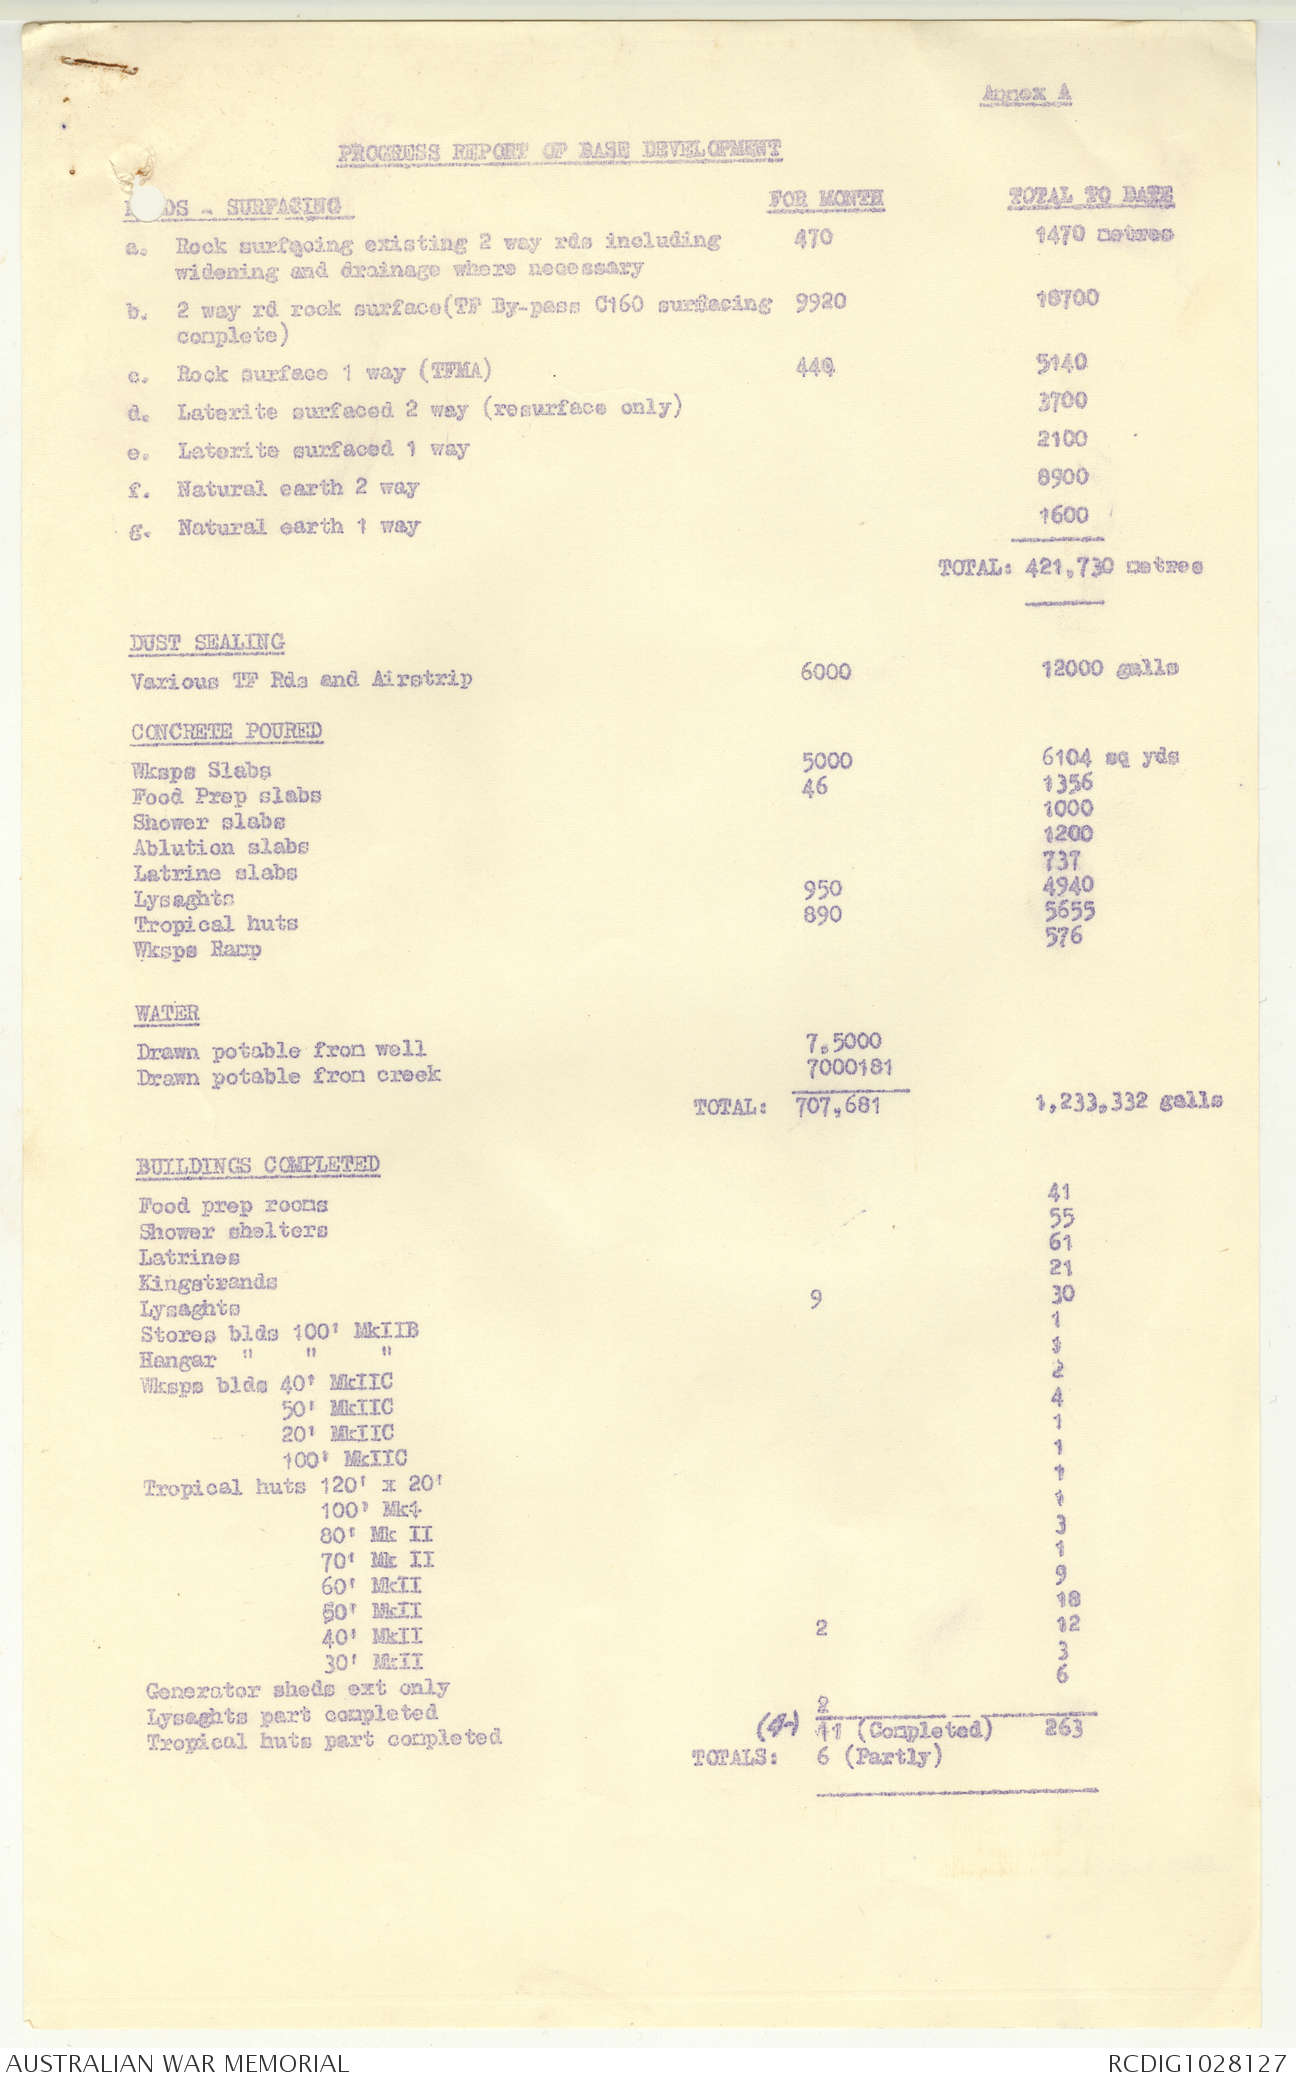 Annex A
PROGRESS REPORT OF BASE DEVELOPMENT
DS - SURFACING FOR MONTH TOTAL TO DATE
a. Rock surfacing existing 2 way rds including 470 1470 metres
widening and drainage where necessary
b. 2 way rd rock surface(TF By-pass C160 surfacing 9920 18700
complete)
c. Rock surface 1 way (TFMA) 440 5140
d. Laterite surfaced 2 way (resurface only) 3700
e. Laterite surfaced 1 way 2100
f. Natural earth 2 way 8900
g. Natural earth 1 way 1600
TOTAL: 421,730 metres
DUST SEALING
Various TF Rds and Airstrip 6000 12000 galls
CONCRETE POURED
Wksps Slabs 5000 6104 sq yds
Food Prep slabs 46 1356
Shower slabs 1000
Ablution slabs 1200
Latrine slabs 737
Lysaghts 950 4940
Tropical huts 890 5655
Wksps Ramp 576
WATER
Drawn potable from well 7,5000
Drawn potable from creek 7000181
TOTAL: 707,681 1,233,332 galls
BUILDINGS COMPLETED
Food prep rooms 41
Shower shelters 55
Latrines 61
Kingstrands 21
Lysaghts 9 30
Stores blds 100' MkIIB 1
Hangar " " " 1
Wksps blds 40' MkIIC 2
50' MkIIC 4
20' MkIIC 1
100' MkIIC 1
Tropical huts 120' x 20' 1
100' Mk1 1
80' Mk II 3
70' Mk II 1
60' MkII 9
50' MkII 18
40' MkII 2 12
30' MkII 3
Generator sheds ext only 6
Lysaghts part completed 2
Tropical huts part completed (4) 11 (Completed) 263
TOTALS: 6 (Partly)
AUSTRALIAN WAR MEMORIAL RCDIG1028127